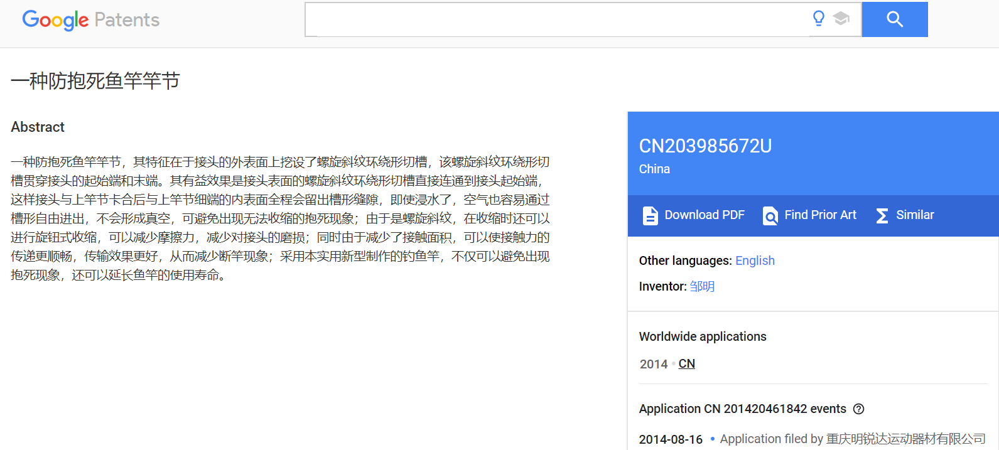 Google Patents
一种防抱死鱼竿竿节
Abstract
一种防抱死鱼竿竿节，其特征在于接头的外表面上挖设了螺旋斜纹环绕形切槽，该螺旋斜纹环绕形切
槽贯穿接头的起始端和末端。其有益效果是接头表面的螺旋斜纹环绕形切槽直接连通到接头起始端，
这样接头与上竿节卡合后与上竿节细端的内表面全程会留出槽形缝隙，即使浸水了，空气也容易通过
槽形自由进出，不会形成真空，可避免出现无法收缩的抱死现象；由于是螺旋斜纹，在收缩时还可以
进行旋钮式收缩，可以减少摩擦力，减少对接头的磨损；同时由于减少了接触面积，可以使接触力的
传递更顺畅，传输效果更好，从而减少断竿现象；采用本实用新型制作的钓鱼竿，不仅可以避免出现
抱死现象，还可以延长鱼竿的使用寿命。
CN203985672U
China
Download PDF Find Prior Art Similar
Other languages: English
Inventor: 邹明
Worldwide applications
2014 • CN
Application CN 201420461842 events
2014-08-16 • Application filed by 重庆明锐达运动器材有限公司